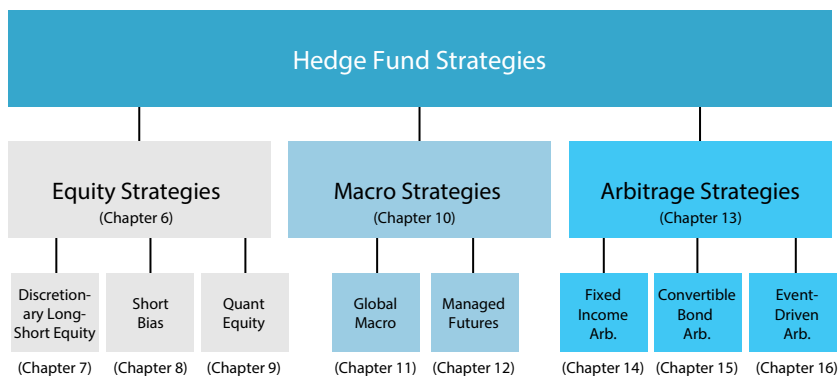 Hedge Fund Strategies
Equity Strategies
(Chapter 6)
Macro Strategies
(Chapter 10)
Arbitrage Strategies
(Chapter 13)
Discretion-
ary Long-
Short Equity
Short
Bias
Quant
Equity
Global
Macro
Managed
Futures
Fixed
Income
Arb.
Convertible
Bond
Arb.
Event-
Driven
Arb.
(Chapter 7)
(Chapter 8)
(Chapter 9)
(Chapter 11)
(Chapter 12)
(Chapter 14)
(Chapter 15)
(Chapter 16)